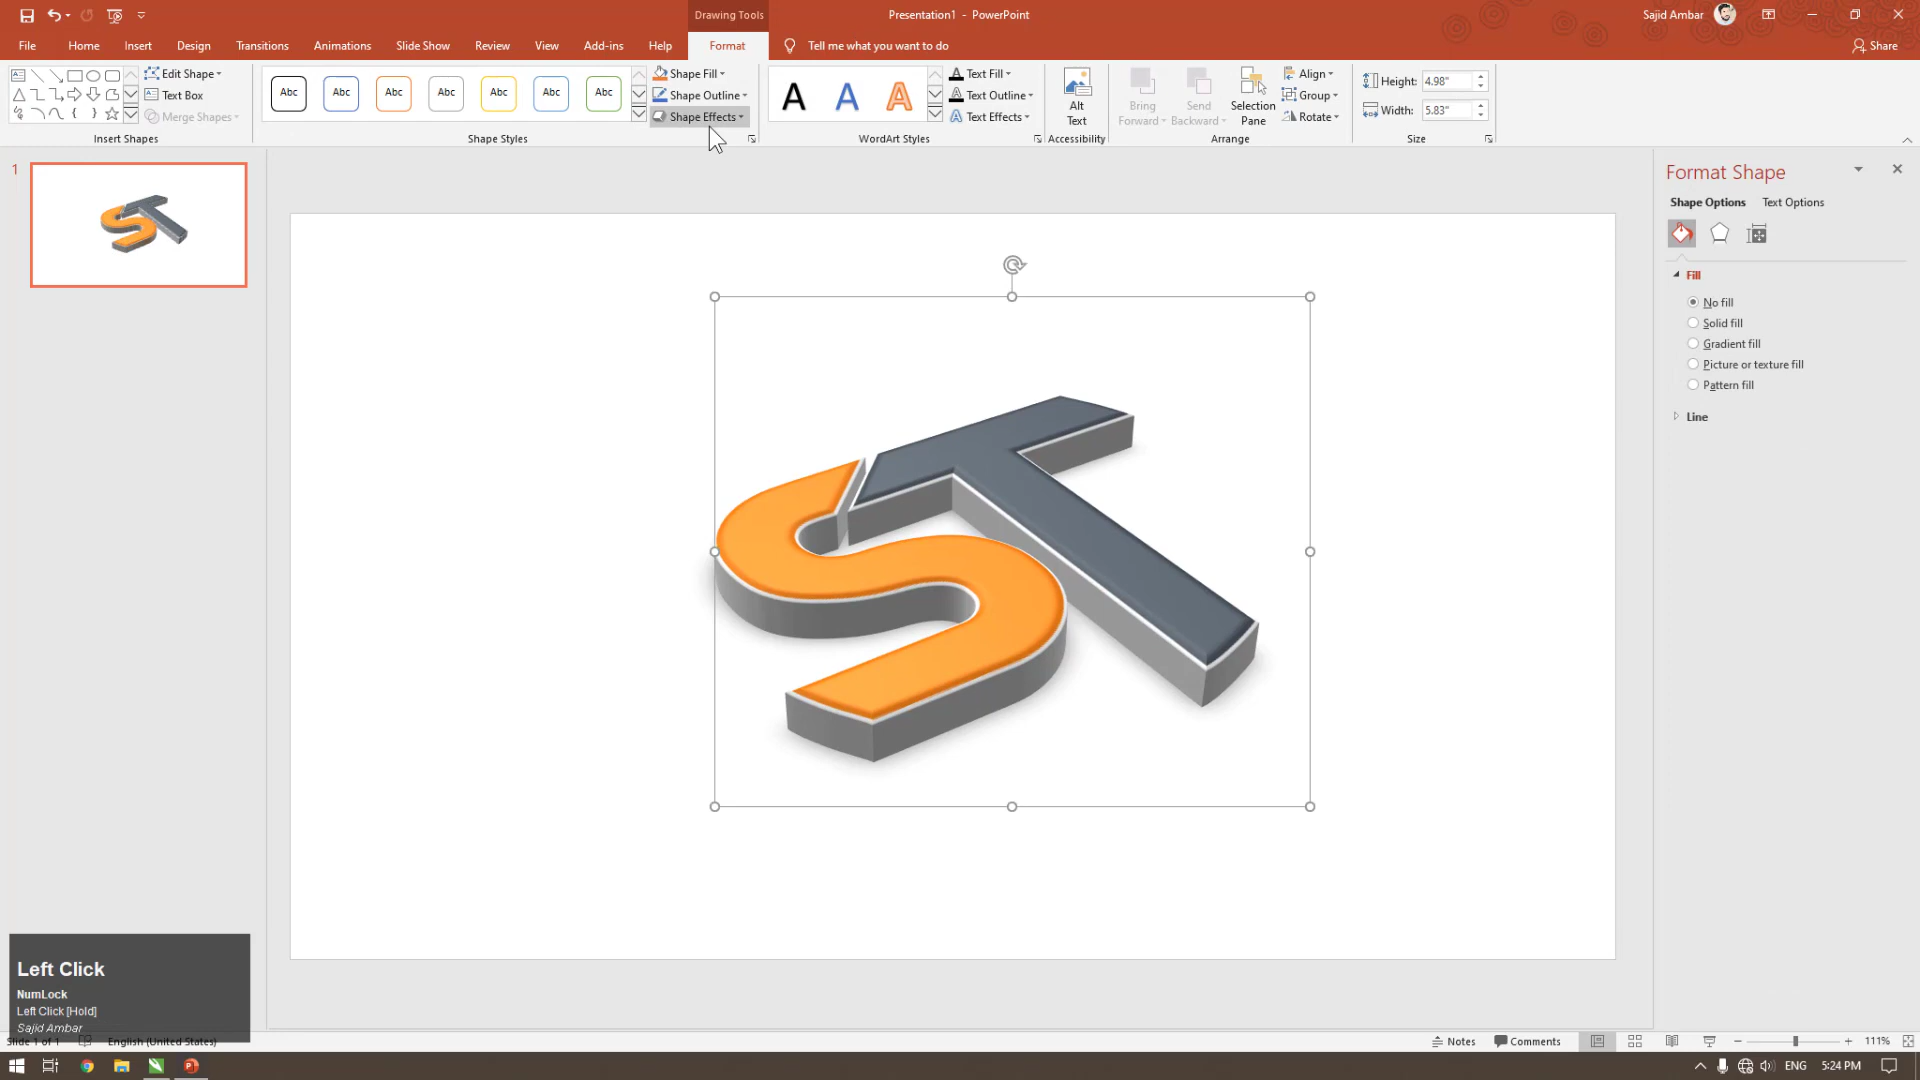 Drawing Tools
Presentation1 - PowerPoint
Sajid Ambar
File Home Insert Design Transitions Animations Slide Show Review View Add-ins Help Format Tell me what you want to do Share
Edit Shape
Text Box
Merge Shapes
Insert Shapes
Abc Abc Abc Abc Abc Abc Abc
Shape Fill
Shape Outline
Shape Effects
Shape Styles
A A A
Text Fill
Text Outline
Text Effects
WordArt Styles
Alt Text
Accessibility
Bring Forward
Send Backward
Selection Pane
Align
Group
Rotate
Arrange
Height: 4.98"
Width: 5.83"
Size
1
ST
ST
Format Shape
Shape Options Text Options
Fill
No fill
Solid fill
Gradient fill
Picture or texture fill
Pattern fill
Line
Left Click
NumLock
Left Click [Hold]
Sajid Ambar
Slide 1 of 1 English (United States)
Notes Comments 111%
ENG 5:24 PM